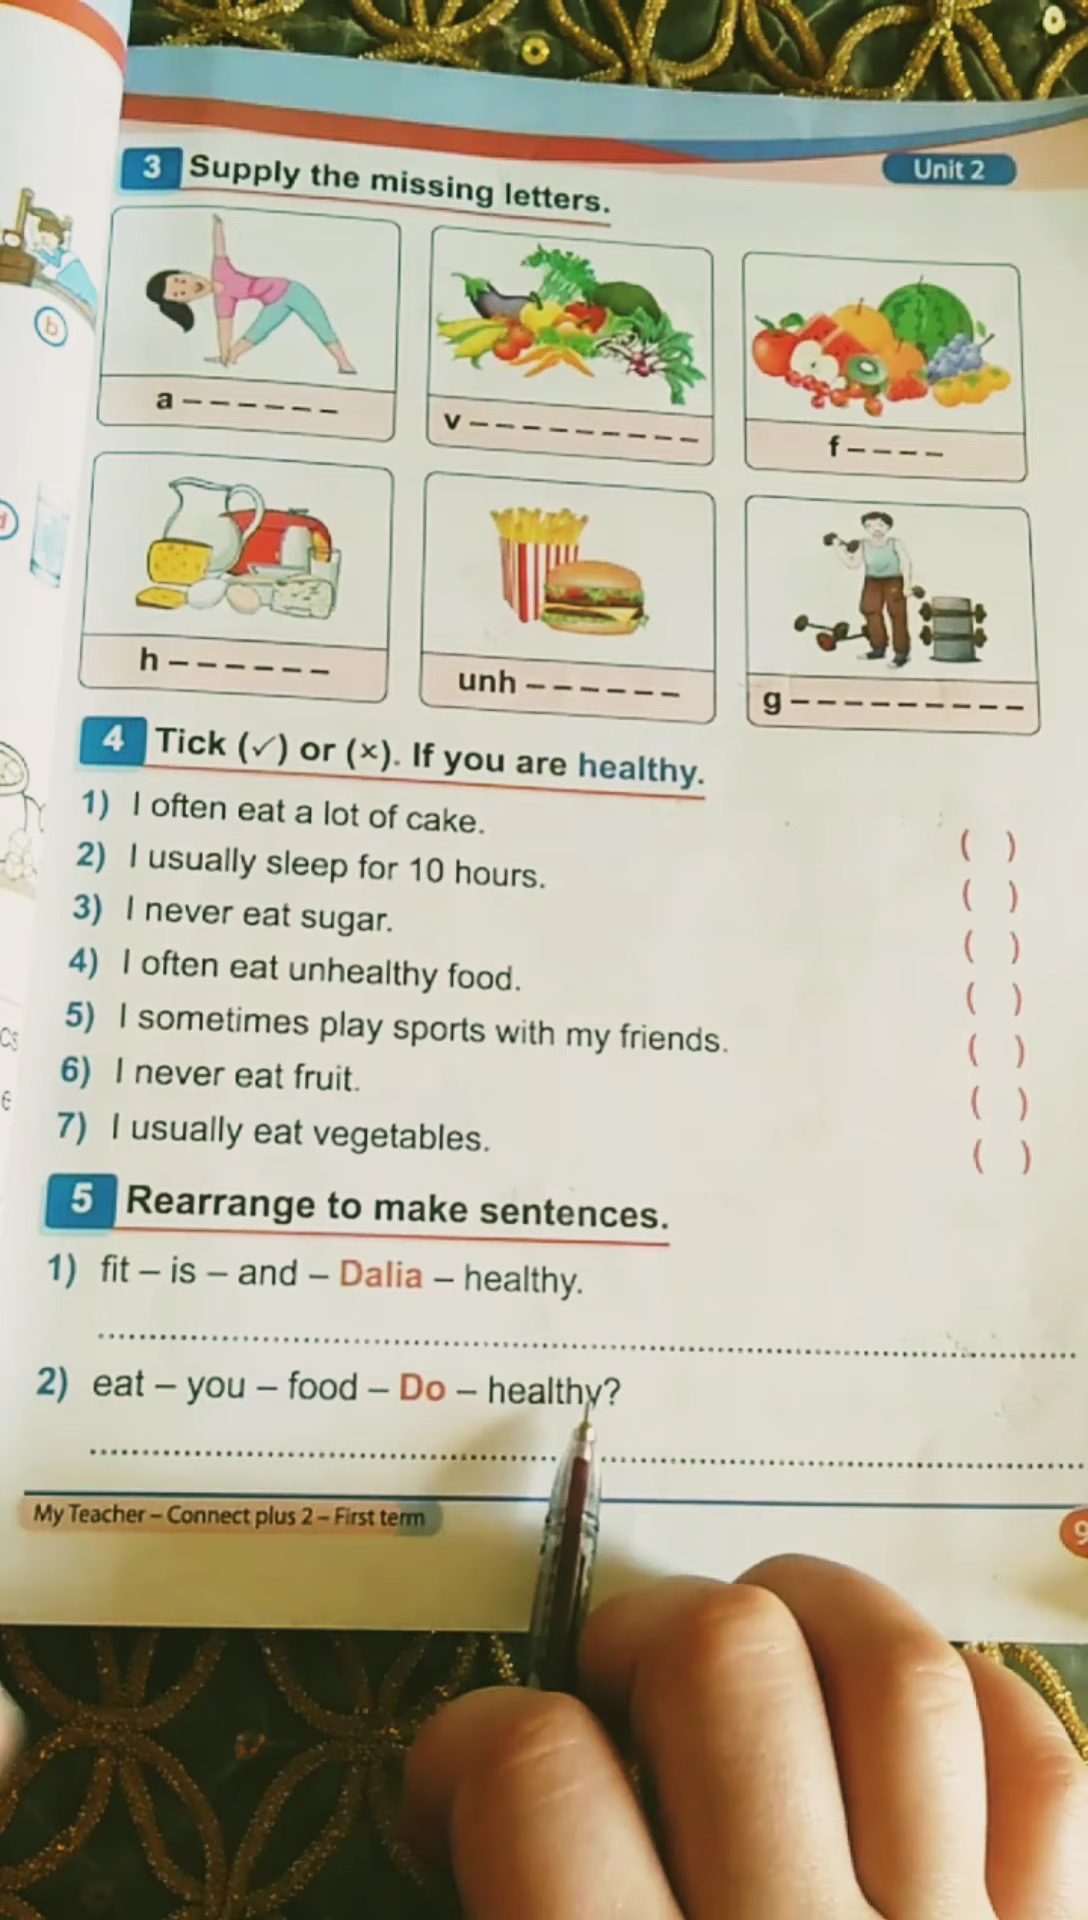 Unit 2
3 Supply the missing letters.
a ‒ ‒ ‒ ‒ ‒ ‒
v ‒ ‒ ‒ ‒ ‒ ‒ ‒ ‒ ‒
f ‒ ‒ ‒ ‒
h ‒ ‒ ‒ ‒ ‒ ‒
unh ‒ ‒ ‒ ‒ ‒ ‒
g ‒ ‒ ‒ ‒ ‒ ‒ ‒ ‒ ‒
b
4 Tick (✓) or (×). If you are healthy.
1) I often eat a lot of cake. ( )
2) I usually sleep for 10 hours. ( )
3) I never eat sugar. ( )
4) I often eat unhealthy food. ( )
5) I sometimes play sports with my friends. ( )
6) I never eat fruit. ( )
7) I usually eat vegetables. ( )
5 Rearrange to make sentences.
1) fit – is – and – Dalia – healthy.
2) eat – you – food – Do – healthy?
My Teacher – Connect plus 2 – First term